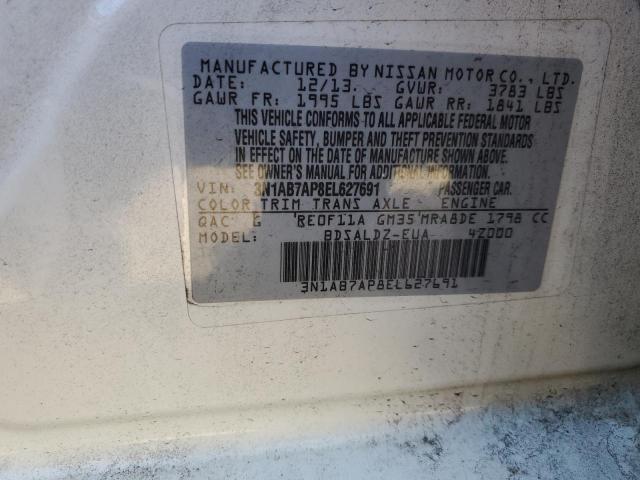 MANUFACTURED BY NISSAN MOTOR CO., LTD.
DATE: 12/13. GVWR: 3783 LBS
GAWR FR: 1995 LBS GAWR RR: 1841 LBS
THIS VEHICLE CONFORMS TO ALL APPLICABLE FEDERAL MOTOR
VEHICLE SAFETY, BUMPER AND THEFT PREVENTION STANDARDS
IN EFFECT ON THE DATE OF MANUFACTURE SHOWN ABOVE.
SEE OWNER'S MANUAL FOR ADDITIONAL INFORMATION.
VIN: 3N1AB7AP8EL627691 PASSENGER CAR.
COLOR TRIM TRANS AXLE ENGINE
QAC G RE0F11A GM35 MRA8DE 1798 CC
MODEL: BDSALDZ-EUA 4Z000
3N1AB7AP8EL627691